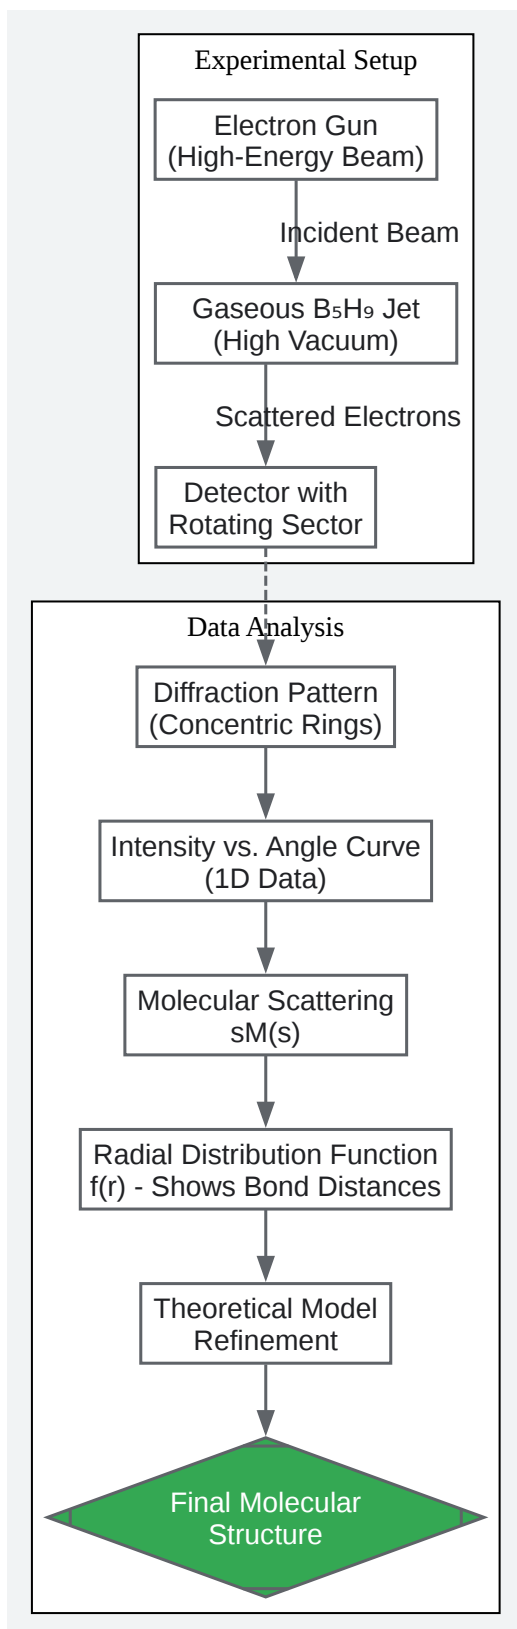 Experimental Setup
Electron Gun
(High-Energy Beam)
Incident Beam
Gaseous B₅H₉ Jet
(High Vacuum)
Scattered Electrons
Detector with
Rotating Sector
Data Analysis
Diffraction Pattern
(Concentric Rings)
Intensity vs. Angle Curve
(1D Data)
Molecular Scattering
sM(s)
Radial Distribution Function
f(r) - Shows Bond Distances
Theoretical Model
Refinement
Final Molecular
Structure